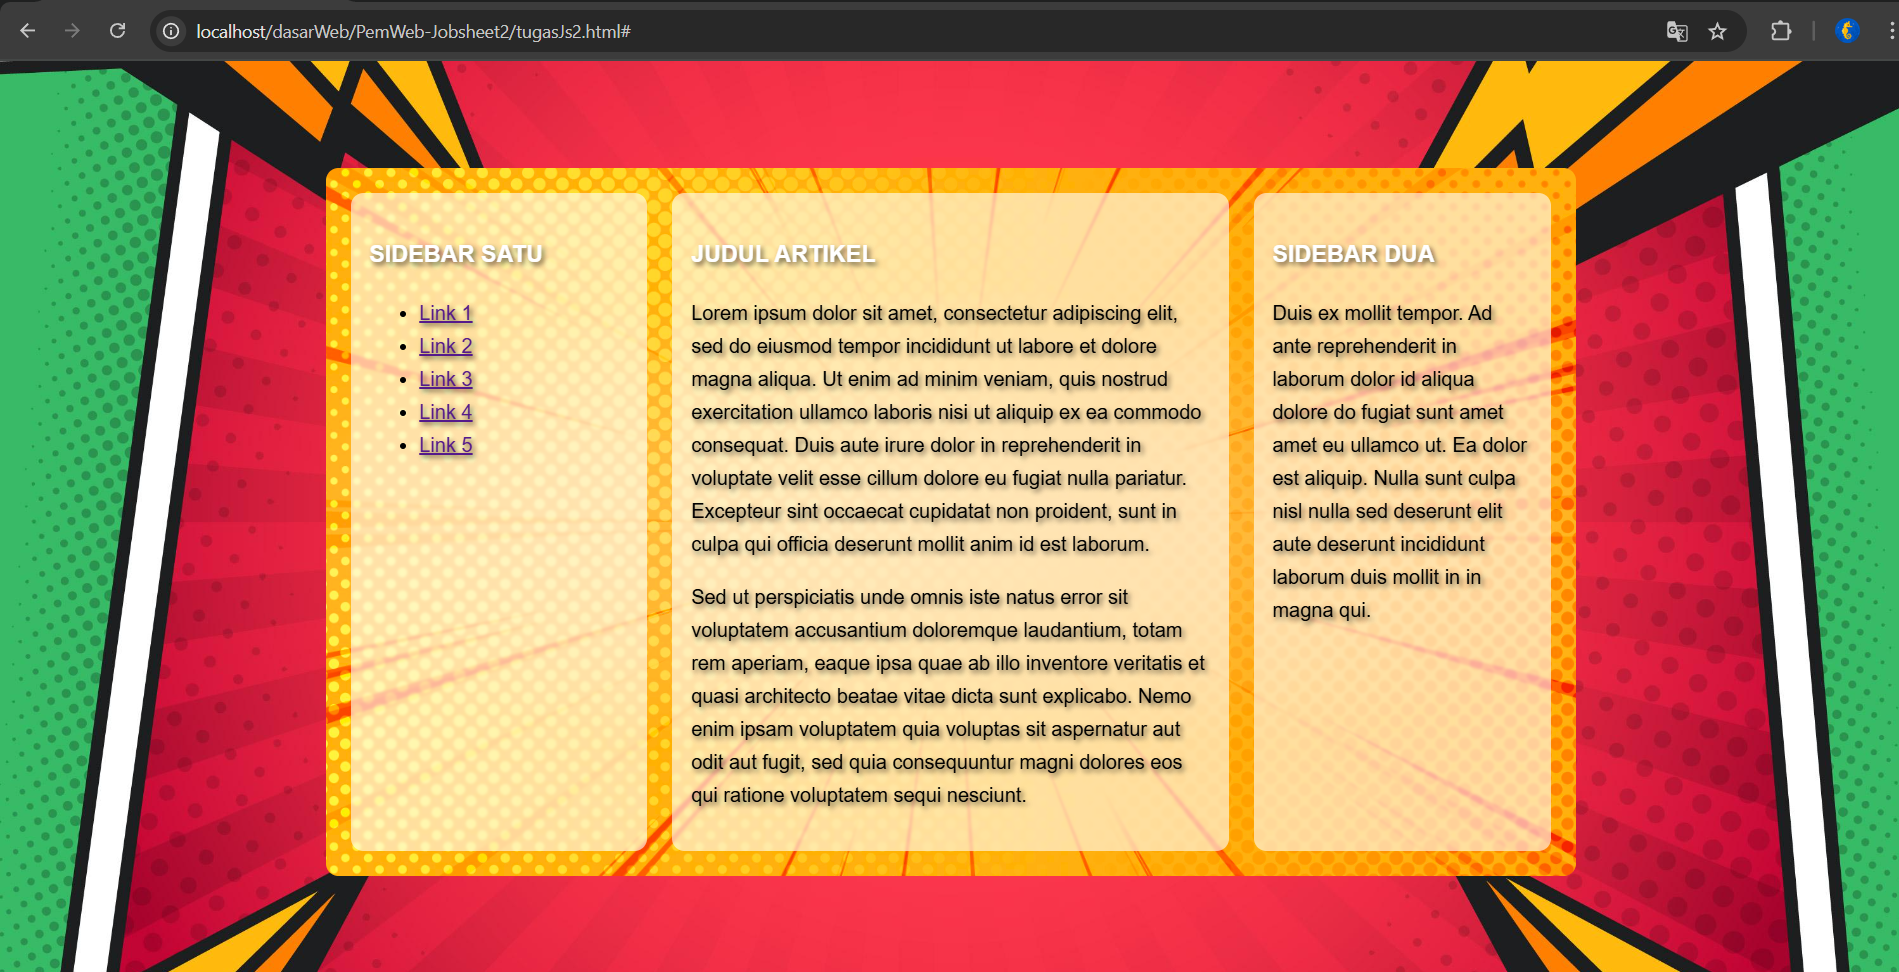 localhost/dasarWeb/PemWeb-Jobsheet2/tugasJs2.html#
SIDEBAR SATU
Link 1
Link 2
Link 3
Link 4
Link 5
JUDUL ARTIKEL
Lorem ipsum dolor sit amet, consectetur adipiscing elit,
sed do eiusmod tempor incididunt ut labore et dolore
magna aliqua. Ut enim ad minim veniam, quis nostrud
exercitation ullamco laboris nisi ut aliquip ex ea commodo
consequat. Duis aute irure dolor in reprehenderit in
voluptate velit esse cillum dolore eu fugiat nulla pariatur.
Excepteur sint occaecat cupidatat non proident, sunt in
culpa qui officia deserunt mollit anim id est laborum.
Sed ut perspiciatis unde omnis iste natus error sit
voluptatem accusantium doloremque laudantium, totam
rem aperiam, eaque ipsa quae ab illo inventore veritatis et
quasi architecto beatae vitae dicta sunt explicabo. Nemo
enim ipsam voluptatem quia voluptas sit aspernatur aut
odit aut fugit, sed quia consequuntur magni dolores eos
qui ratione voluptatem sequi nesciunt.
SIDEBAR DUA
Duis ex mollit tempor. Ad
ante reprehenderit in
laborum dolor id aliqua
dolore do fugiat sunt amet
amet eu ullamco ut. Ea dolor
est aliquip. Nulla sunt culpa
nisl nulla sed deserunt elit
aute deserunt incididunt
laborum duis mollit in in
magna qui.